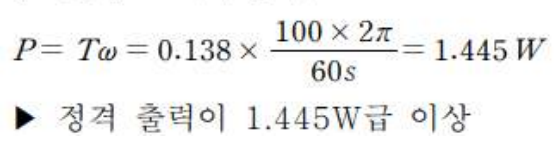 P = Tω = 0.138 × (100 × 2π)/(60s) = 1.445 W
▶ 정격 출력이 1.445W급 이상